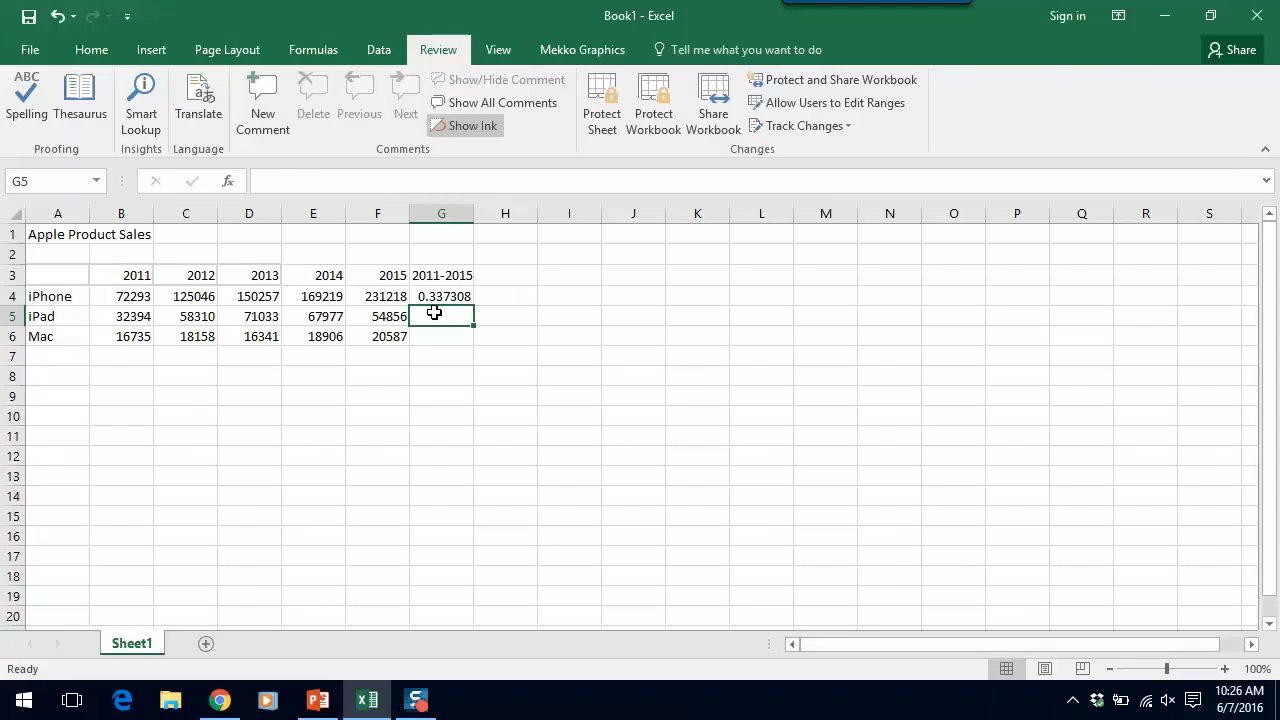 Book1 - Excel
Sign in
File Home Insert Page Layout Formulas Data Review View Mekko Graphics Tell me what you want to do Share
ABC
Spelling Thesaurus
Smart Lookup
Translate
New Comment
Delete Previous Next
Show/Hide Comment
Show All Comments
Show Ink
Protect Sheet
Protect Workbook
Share Workbook
Protect and Share Workbook
Allow Users to Edit Ranges
Track Changes
Proofing Insights Language Comments Changes
G5 fx
A B C D E F G H I J K L M N O P Q R S
1 Apple Product Sales
2
3 2011 2012 2013 2014 2015 2011-2015
4 iPhone 72293 125046 150257 169219 231218 0.337308
5 iPad 32394 58310 71033 67977 54856
6 Mac 16735 18158 16341 18906 20587
7
8
9
10
11
12
13
14
15
16
17
18
19
20
Sheet1
Ready 100%
10:26 AM
6/7/2016